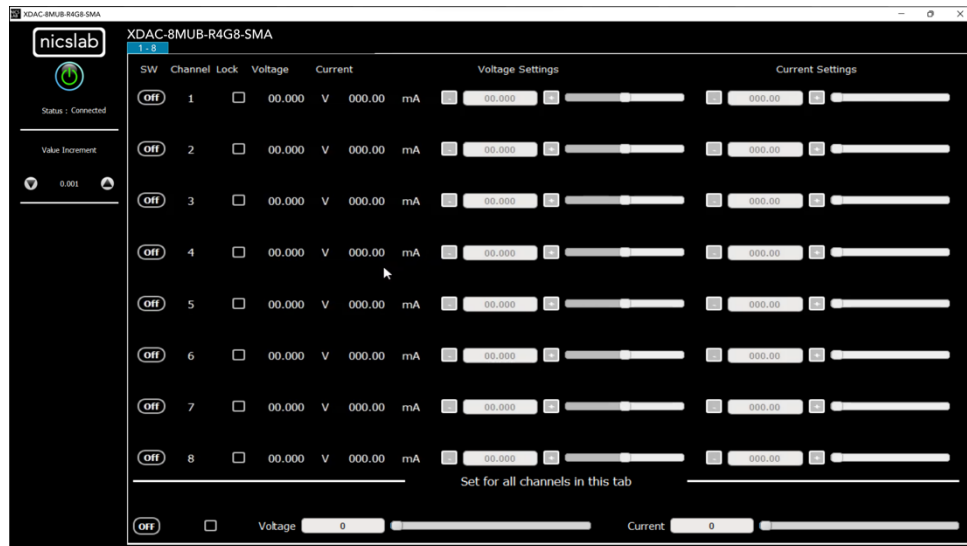 XDAC-8MUB-R4G8-SMA
nicslab
XDAC-8MUB-R4G8-SMA
1 - 8
Status : Connected
Value Increment
0.001
SW Channel Lock Voltage Current Voltage Settings Current Settings
Off 1 00.000 V 000.00 mA - 00.000 + - 000.00 +
Off 2 00.000 V 000.00 mA - 00.000 + - 000.00 +
Off 3 00.000 V 000.00 mA - 00.000 + - 000.00 +
Off 4 00.000 V 000.00 mA - 00.000 + - 000.00 +
Off 5 00.000 V 000.00 mA - 00.000 + - 000.00 +
Off 6 00.000 V 000.00 mA - 00.000 + - 000.00 +
Off 7 00.000 V 000.00 mA - 00.000 + - 000.00 +
Off 8 00.000 V 000.00 mA - 00.000 + - 000.00 +
Set for all channels in this tab
OFF Voltage 0 Current 0